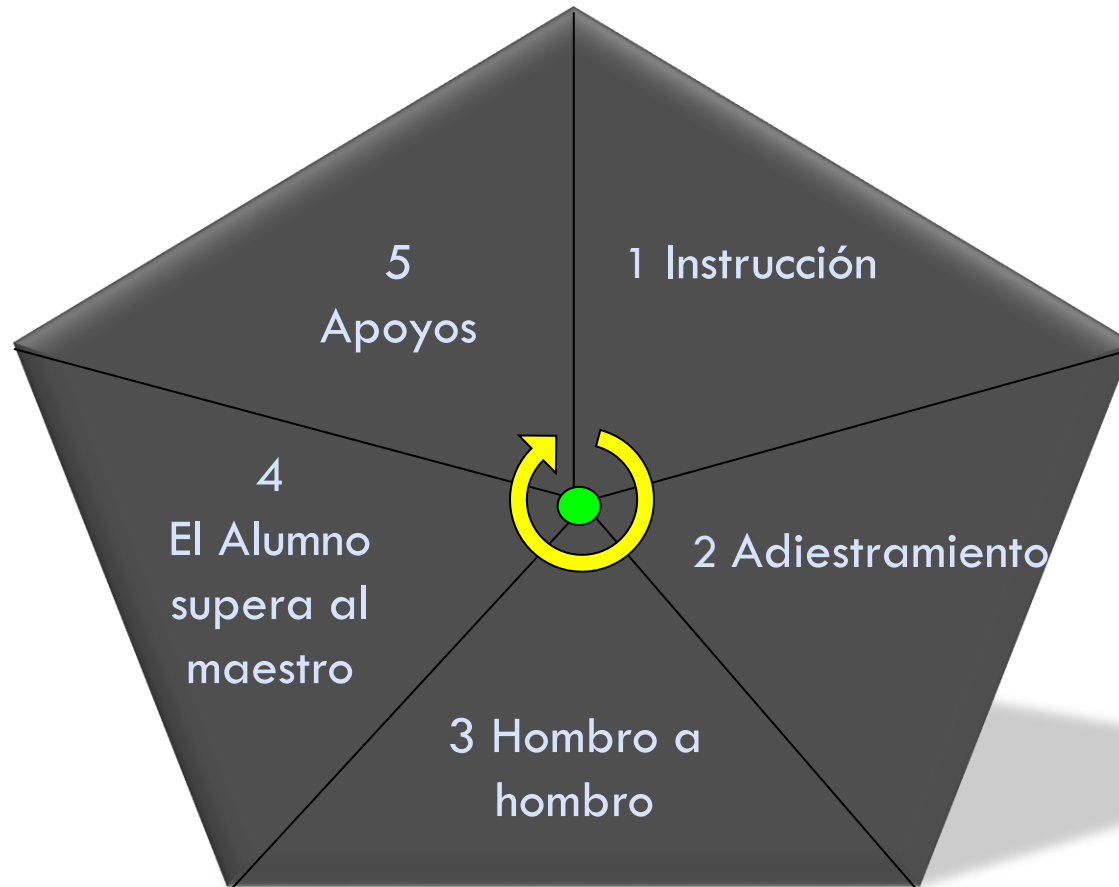 1 Instrucción
2 Adiestramiento
3 Hombro a
hombro
4
El Alumno
supera al
maestro
5
Apoyos